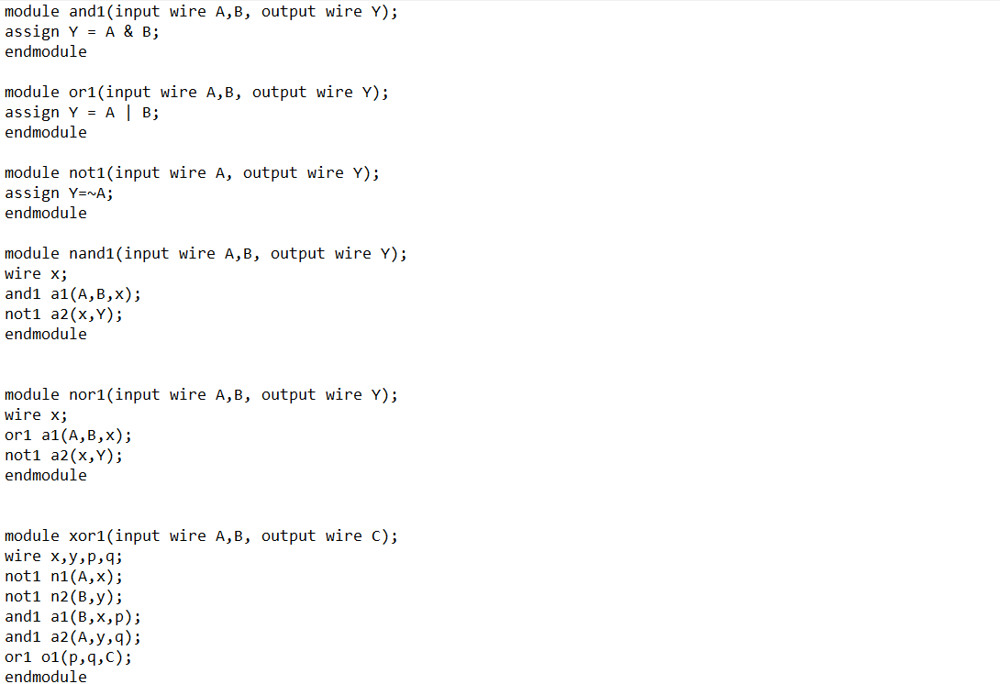 module and1(input wire A,B, output wire Y);
assign Y = A & B;
endmodule
module or1(input wire A,B, output wire Y);
assign Y = A | B;
endmodule
module not1(input wire A, output wire Y);
assign Y=~A;
endmodule
module nand1(input wire A,B, output wire Y);
wire x;
and1 a1(A,B,x);
not1 a2(x,Y);
endmodule
module nor1(input wire A,B, output wire Y);
wire x;
or1 a1(A,B,x);
not1 a2(x,Y);
endmodule
module xor1(input wire A,B, output wire C);
wire x,y,p,q;
not1 n1(A,x);
not1 n2(B,y);
and1 a1(B,x,p);
and1 a2(A,y,q);
or1 o1(p,q,C);
endmodule